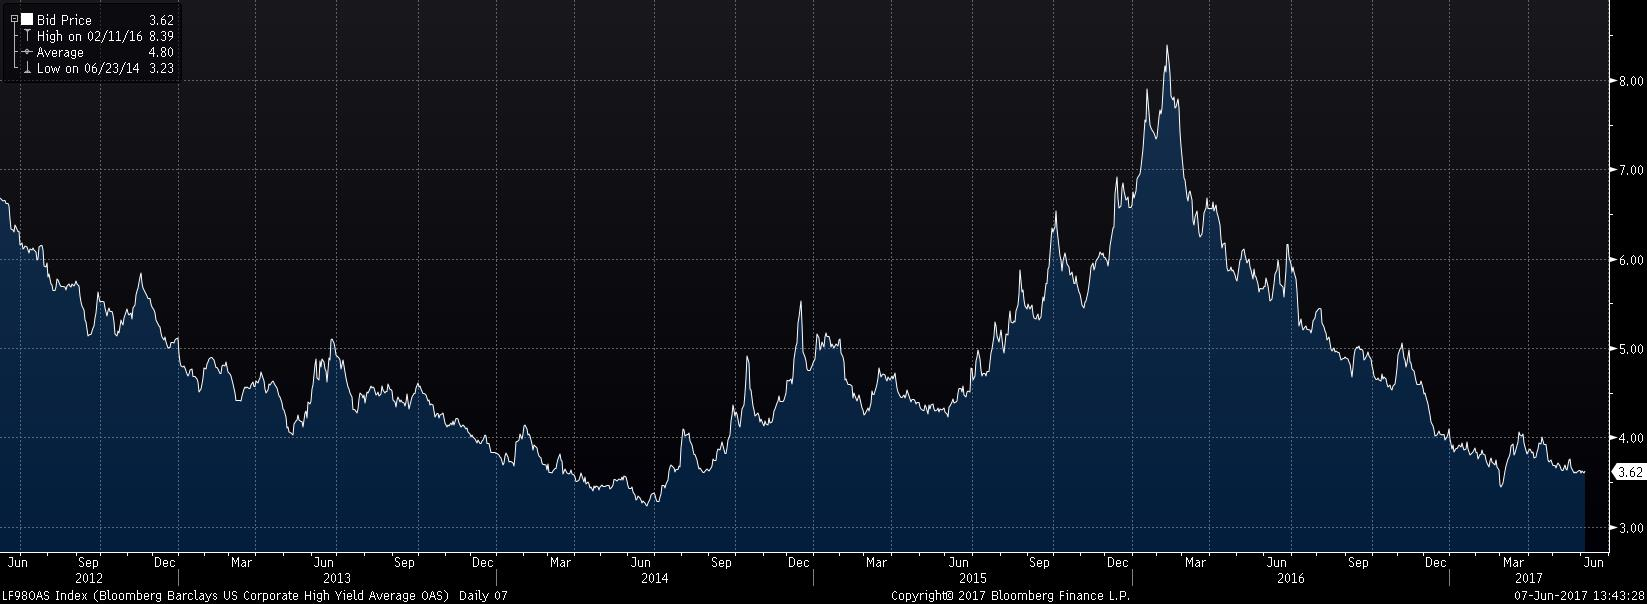 Bid Price 3.62
High on 02/11/16 8.39
Average 4.80
Low on 06/23/14 3.23
8.00
7.00
6.00
5.00
4.00
3.62
3.00
Jun Sep Dec Mar Jun Sep Dec Mar Jun Sep Dec Mar Jun Sep Dec Mar Jun Sep Dec Mar Jun
2012 2013 2014 2015 2016 2017
LF98OAS Index (Bloomberg Barclays US Corporate High Yield Average OAS) Daily 07 Copyright© 2017 Bloomberg Finance L.P. 07-Jun-2017 13:43:28